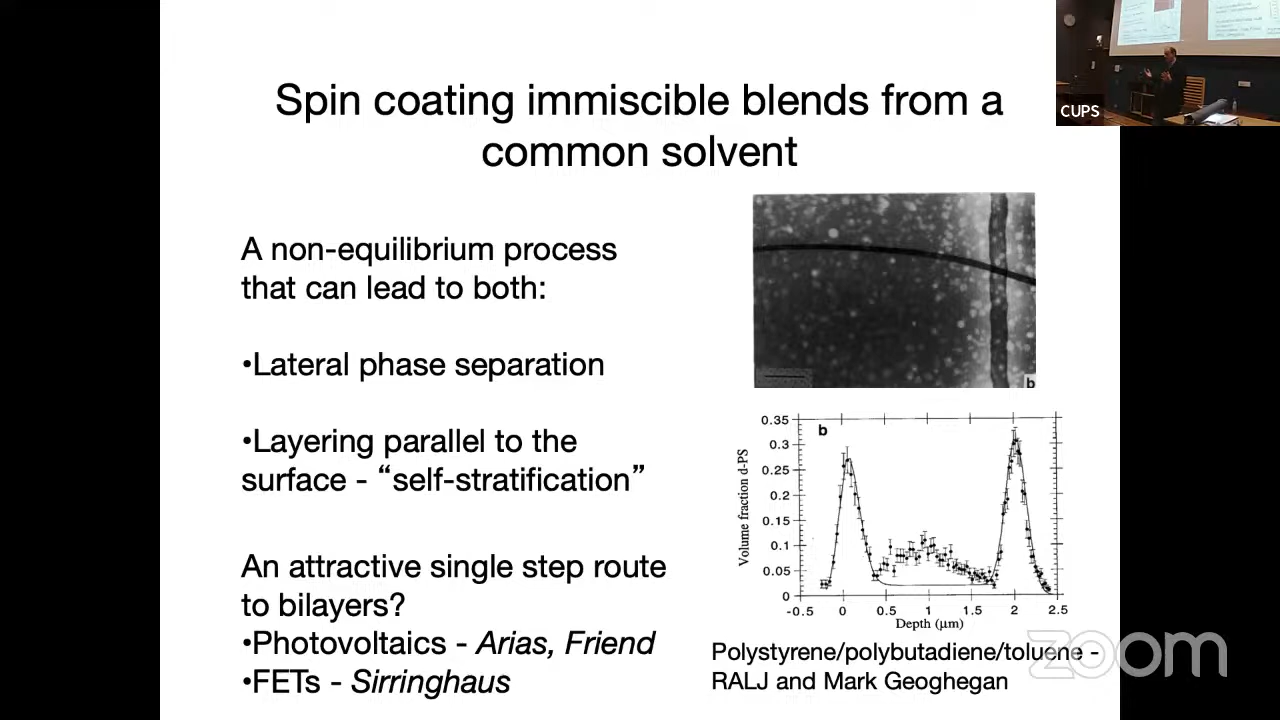 Spin coating immiscible blends from a
common solvent
CUPS
A non-equilibrium process
that can lead to both:
•Lateral phase separation
•Layering parallel to the
surface - “self-stratification”
An attractive single step route
to bilayers?
•Photovoltaics - Arias, Friend
•FETs - Sirringhaus
b
b
Volume fraction d-PS
0.35
0.3
0.25
0.2
0.15
0.1
0.05
0
-0.5 0 0.5 1 1.5 2 2.5
Depth (μm)
Polystyrene/polybutadiene/toluene -
RALJ and Mark Geoghegan
zoom